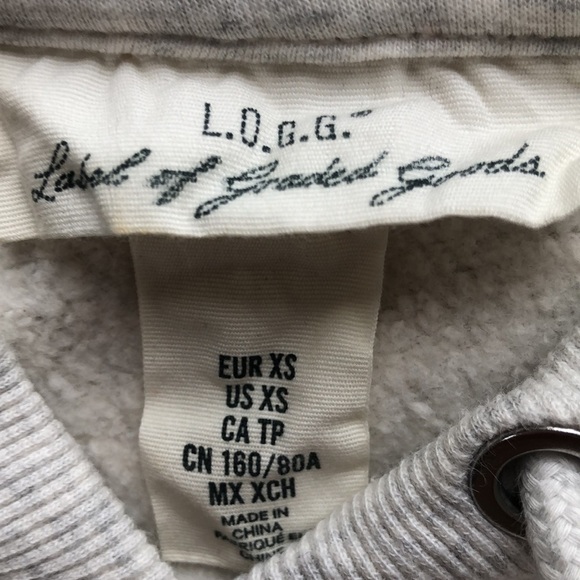 L.O.G.G.
Label of Graded Goods.
EUR XS
US XS
CA TP
CN 160/80A
MX XCH
MADE IN
CHINA